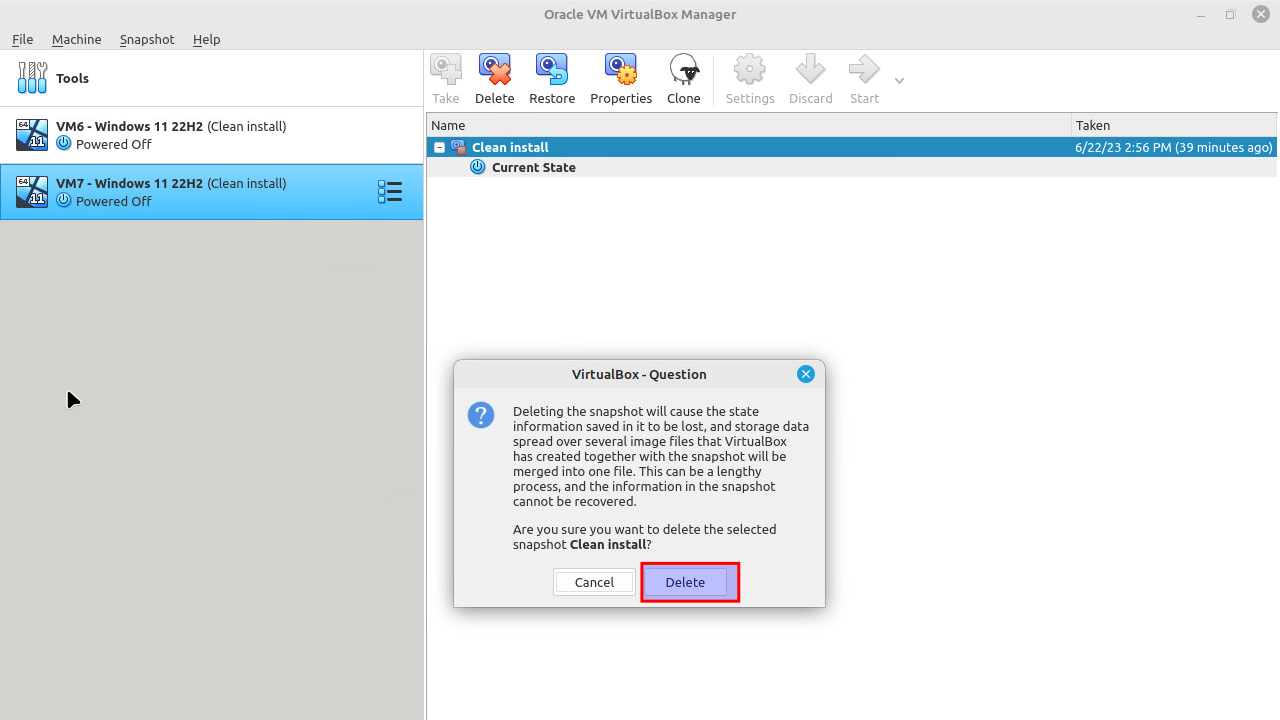 Oracle VM VirtualBox Manager
File Machine Snapshot Help
Tools
Take Delete Restore Properties Clone Settings Discard Start
Name Taken
64 11 VM6 - Windows 11 22H2 (Clean install)
Powered Off
64 11 VM7 - Windows 11 22H2 (Clean install)
Powered Off
Clean install 6/22/23 2:56 PM (39 minutes ago)
Current State
VirtualBox - Question
Deleting the snapshot will cause the state
information saved in it to be lost, and storage data
spread over several image files that VirtualBox
has created together with the snapshot will be
merged into one file. This can be a lengthy
process, and the information in the snapshot
cannot be recovered.
Are you sure you want to delete the selected
snapshot Clean install?
Cancel Delete